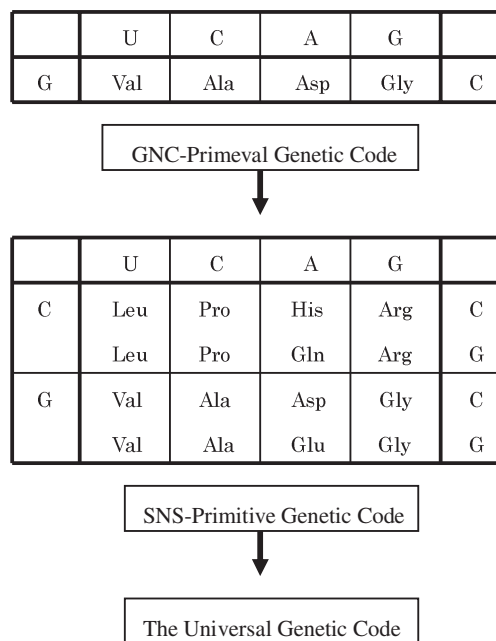 U C A G
G Val Ala Asp Gly C
GNC-Primeval Genetic Code
U C A G
C Leu Pro His Arg C
Leu Pro Gln Arg G
G Val Ala Asp Gly C
Val Ala Glu Gly G
SNS-Primitive Genetic Code
The Universal Genetic Code